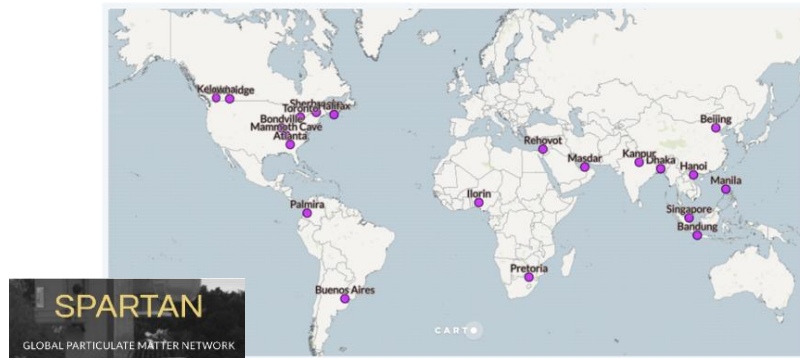 Kelowna
Sherbrooke
Halifax
Toronto
Bondville
Mammoth Cave
Atlanta
Beijing
Rehovot
Masdar
Kanpur
Dhaka
Hanoi
Manila
Ilorin
Palmira
Singapore
Bandung
Pretoria
Buenos Aires
CARTO
SPARTAN
GLOBAL PARTICULATE MATTER NETWORK